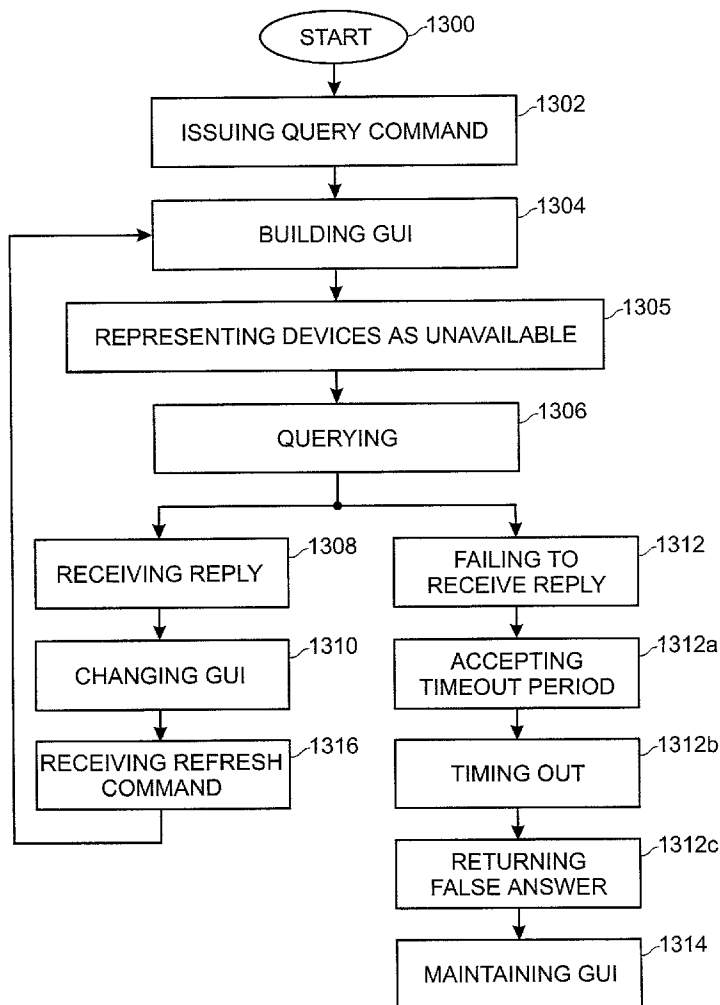 START
1300
ISSUING QUERY COMMAND
1302
BUILDING GUI
1304
REPRESENTING DEVICES AS UNAVAILABLE
1305
QUERYING
1306
RECEIVING REPLY
1308
CHANGING GUI
1310
RECEIVING REFRESH
COMMAND
1316
FAILING TO
RECEIVE REPLY
1312
ACCEPTING
TIMEOUT PERIOD
1312a
TIMING OUT
1312b
RETURNING
FALSE ANSWER
1312c
MAINTAINING GUI
1314